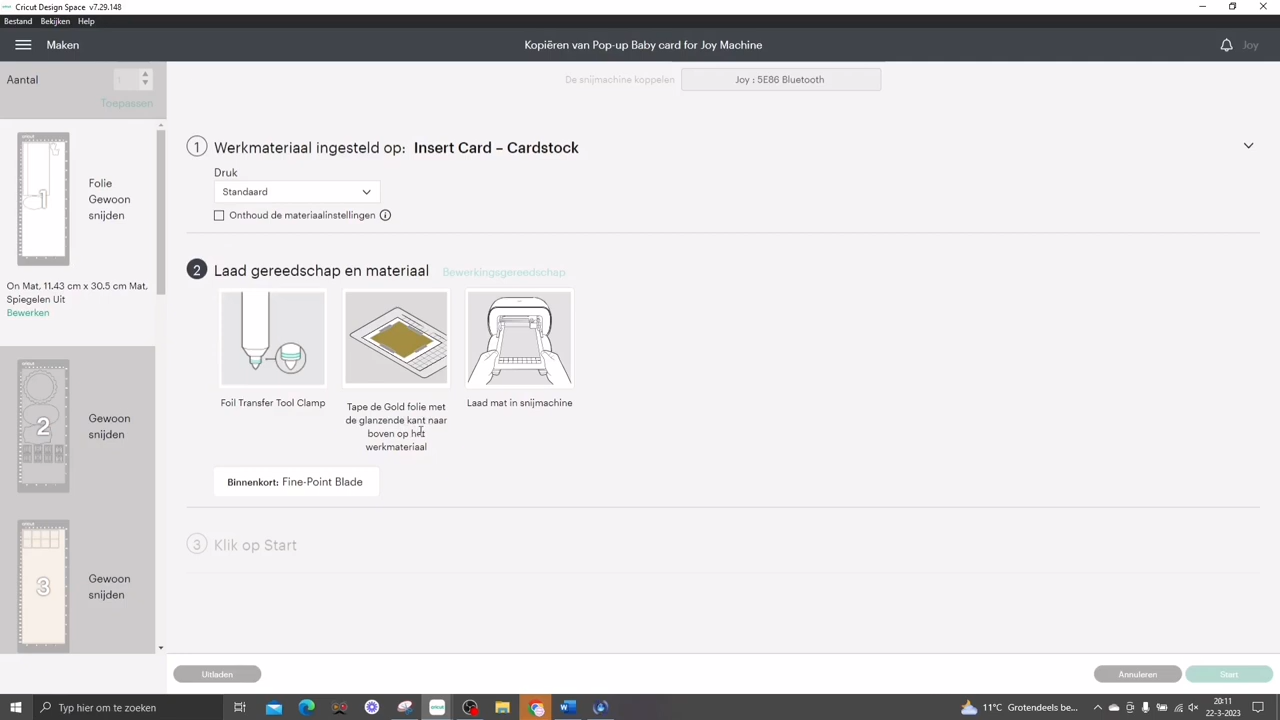 Cricut Design Space v7.29.148
Bestand Bekijken Help
Maken
Kopiëren van Pop-up Baby card for Joy Machine
Joy
Aantal
1
Toepassen
De snijmachine koppelen
Joy : 5E86 Bluetooth
1
Folie
Gewoon
snijden
On Mat, 11.43 cm x 30.5 cm Mat,
Spiegelen Uit
Bewerken
2
Gewoon
snijden
3
Gewoon
snijden
1 Werkmateriaal ingesteld op: Insert Card – Cardstock
Druk
Standaard
Onthoud de materiaalinstellingen
2 Laad gereedschap en materiaal Bewerkingsgereedschap
Foil Transfer Tool Clamp
Tape de Gold folie met
de glanzende kant naar
boven op het
werkmateriaal
Laad mat in snijmachine
Binnenkort: Fine-Point Blade
3 Klik op Start
Uitladen
Annuleren
Start
Typ hier om te zoeken
11°C Grotendeels be...
20:11
22-3-2023